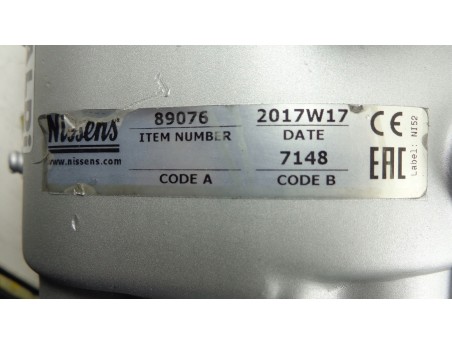 Nissens
www.nissens.com
89076
ITEM NUMBER
2017W17
DATE
CODE A
7148
CODE B
CE
EAC
Label: NI52